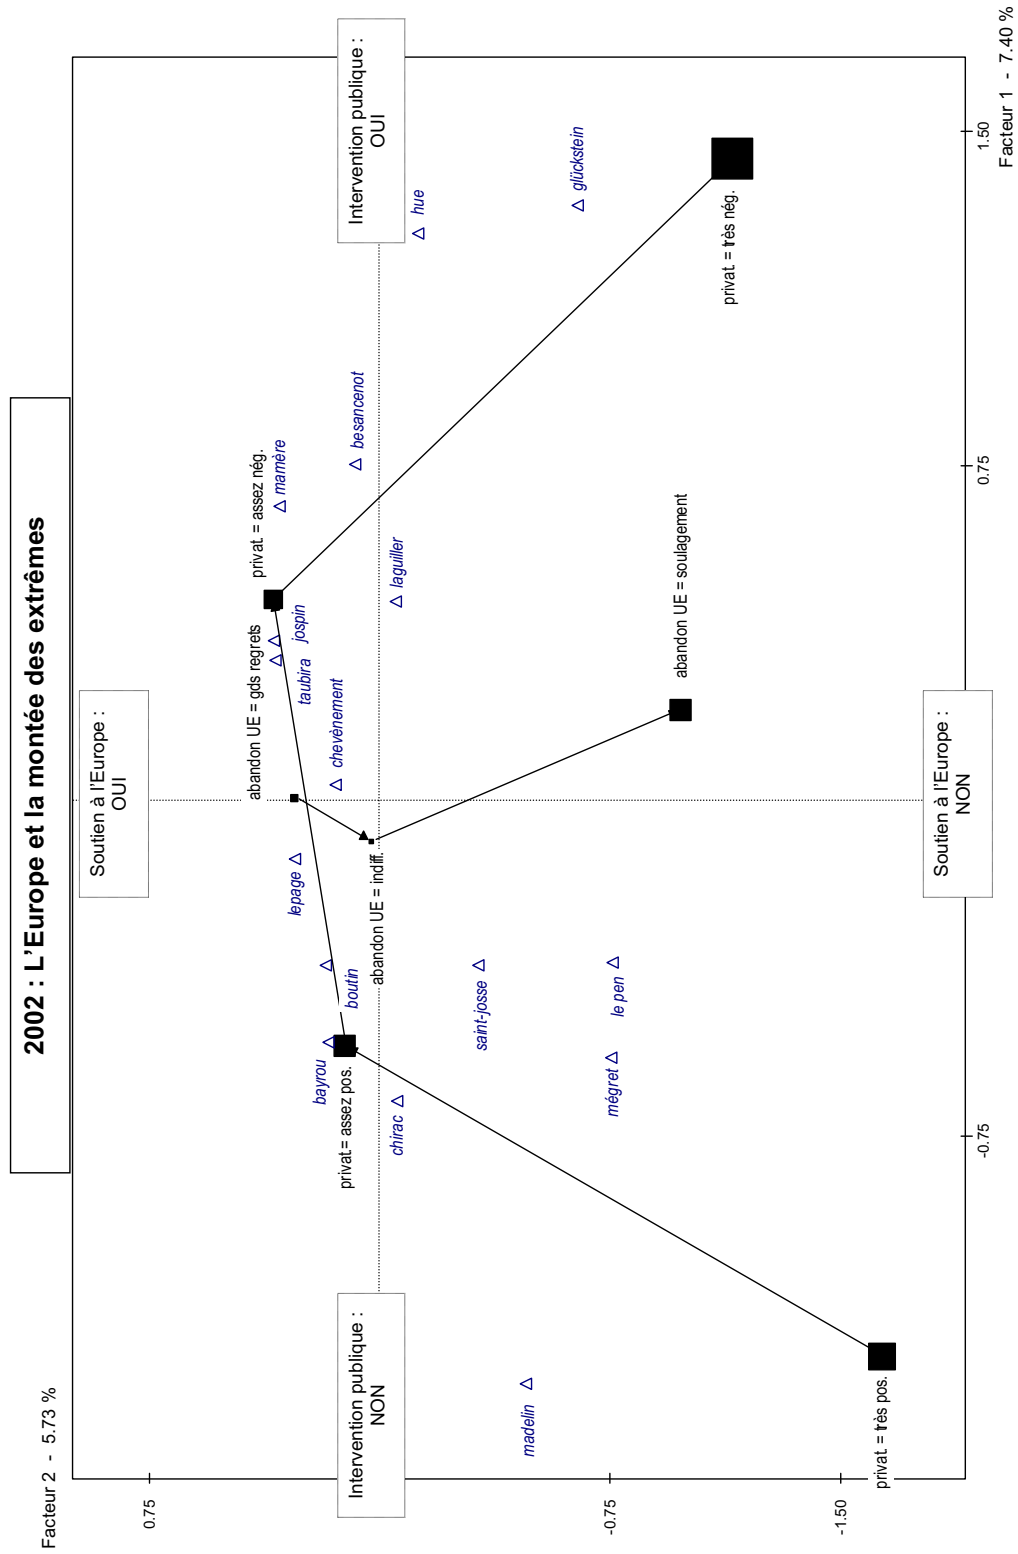 2002 : L'Europe et la montée des extrêmes
Facteur 2 - 5.73 %
Soutien à l'Europe :
OUI
0.75
abandon UE = gds regrets
privat. = assez nég.
mamère
jospin
taubira
lepage
chevènement
bayrou
boutin
besancenot
Intervention publique :
NON
privat.= assez pos.
abandon UE = indiff.
Intervention publique :
OUI
chirac
laguiller
hue
saint-josse
madelin
mégret
le pen
glückstein
-0.75
abandon UE = soulagement
privat. = très nég.
-1.50
privat. = très pos.
Soutien à l'Europe :
NON
-0.75
0.75
1.50
Facteur 1 - 7.40 %